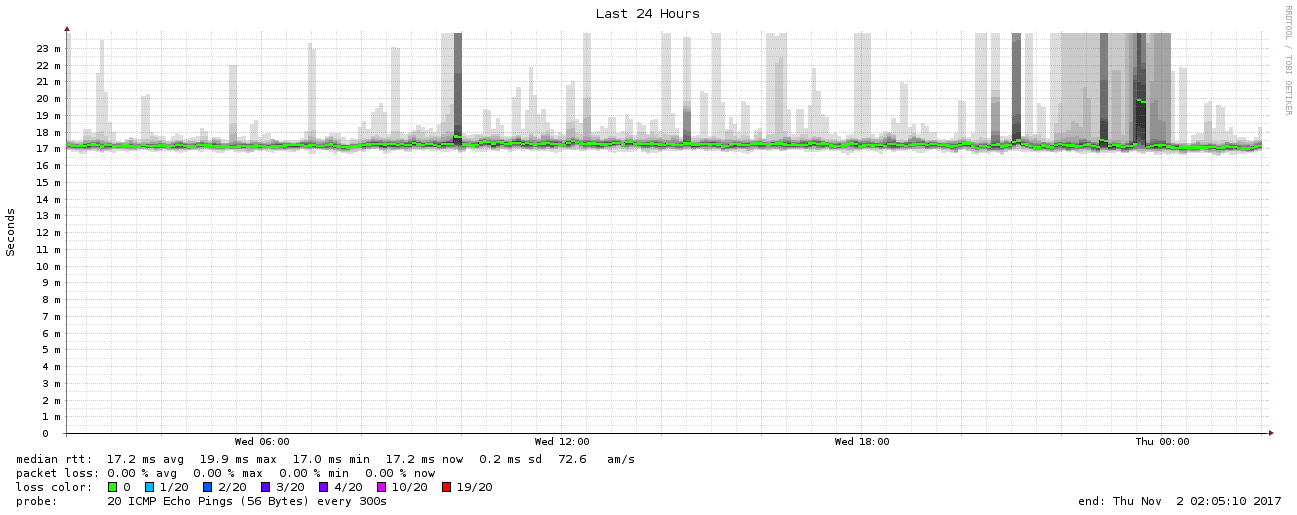 Last 24 Hours
RRDTOOL / TOBI OETIKER
Seconds
23 m
22 m
21 m
20 m
19 m
18 m
17 m
16 m
15 m
14 m
13 m
12 m
11 m
10 m
9 m
8 m
7 m
6 m
5 m
4 m
3 m
2 m
1 m
0
Wed 06:00 Wed 12:00 Wed 18:00 Thu 00:00
median rtt: 17.2 ms avg 19.9 ms max 17.0 ms min 17.2 ms now 0.2 ms sd 72.6 am/s
packet loss: 0.00 % avg 0.00 % max 0.00 % min 0.00 % now
loss color: 0 1/20 2/20 3/20 4/20 10/20 19/20
probe: 20 ICMP Echo Pings (56 Bytes) every 300s end: Thu Nov 2 02:05:10 2017